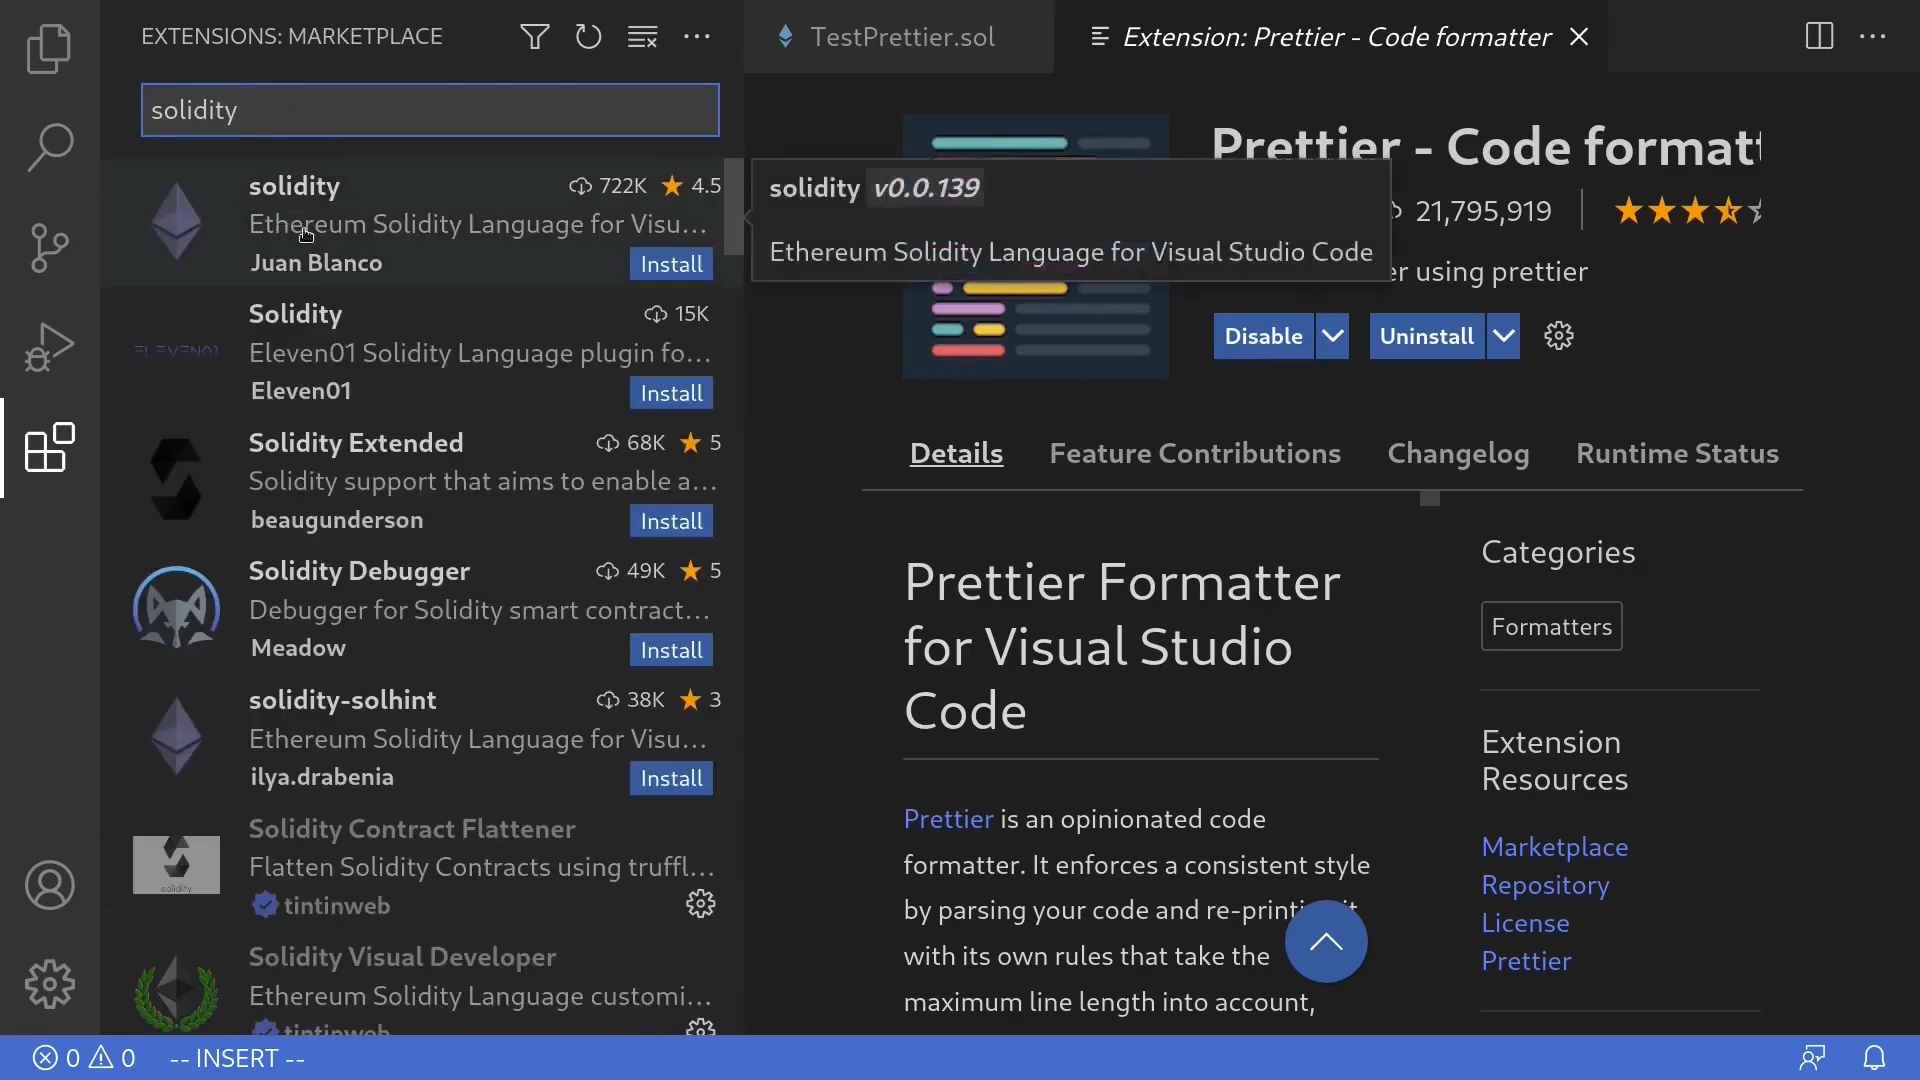 EXTENSIONS: MARKETPLACE
TestPrettier.sol
Extension: Prettier - Code formatter
solidity
solidity 722K 4.5
Ethereum Solidity Language for Visu...
Juan Blanco Install
Solidity 15K
ELEVEN01
Eleven01 Solidity Language plugin fo...
Eleven01 Install
Solidity Extended 68K 5
Solidity support that aims to enable a...
beaugunderson Install
Solidity Debugger 49K 5
Debugger for Solidity smart contract...
Meadow Install
solidity-solhint 38K 3
Ethereum Solidity Language for Visu...
ilya.drabenia Install
Solidity Contract Flattener
Flatten Solidity Contracts using truffl...
solidity
tintinweb
Solidity Visual Developer
Ethereum Solidity Language customi...
tintinweb
solidity v0.0.139
Ethereum Solidity Language for Visual Studio Code
Prettier - Code formatt
21,795,919
er using prettier
Disable Uninstall
Details Feature Contributions Changelog Runtime Status
Prettier Formatter
for Visual Studio
Code
Prettier is an opinionated code
formatter. It enforces a consistent style
by parsing your code and re-printing it
with its own rules that take the
maximum line length into account,
Categories
Formatters
Extension
Resources
Marketplace
Repository
License
Prettier
0 0 -- INSERT --